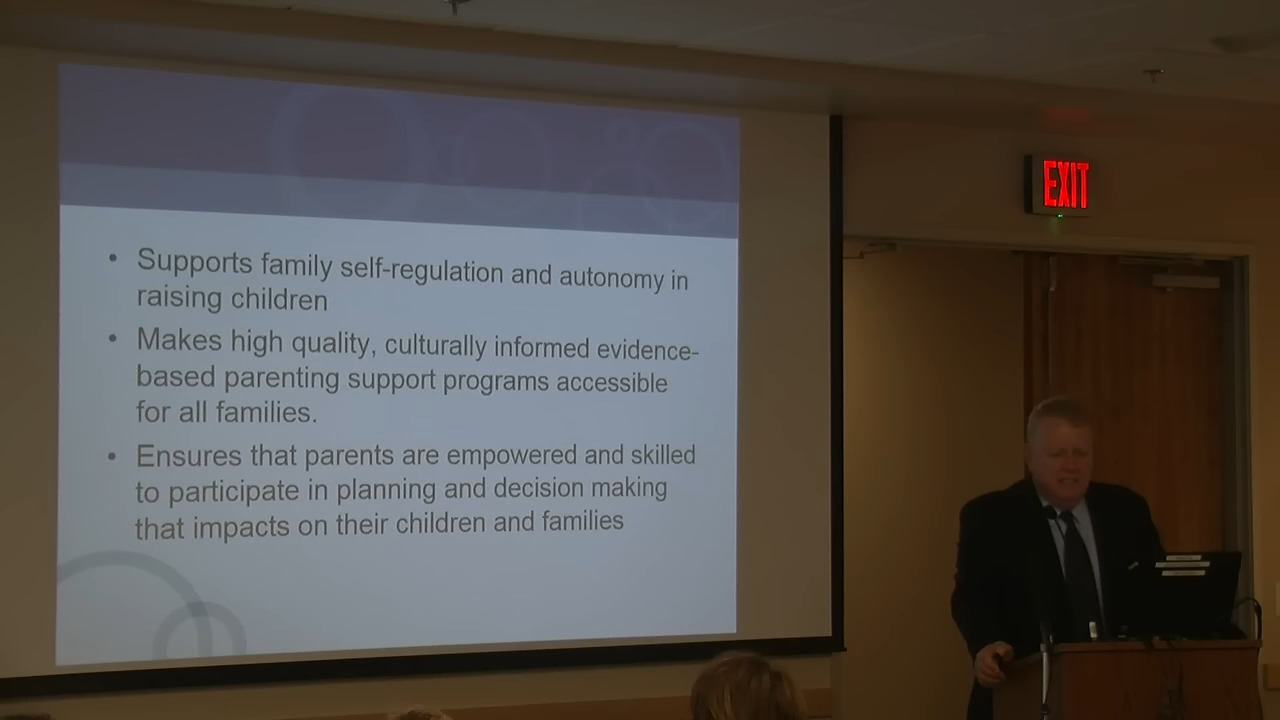 • Supports family self-regulation and autonomy in
raising children
• Makes high quality, culturally informed evidence-
based parenting support programs accessible
for all families.
• Ensures that parents are empowered and skilled
to participate in planning and decision making
that impacts on their children and families
EXIT